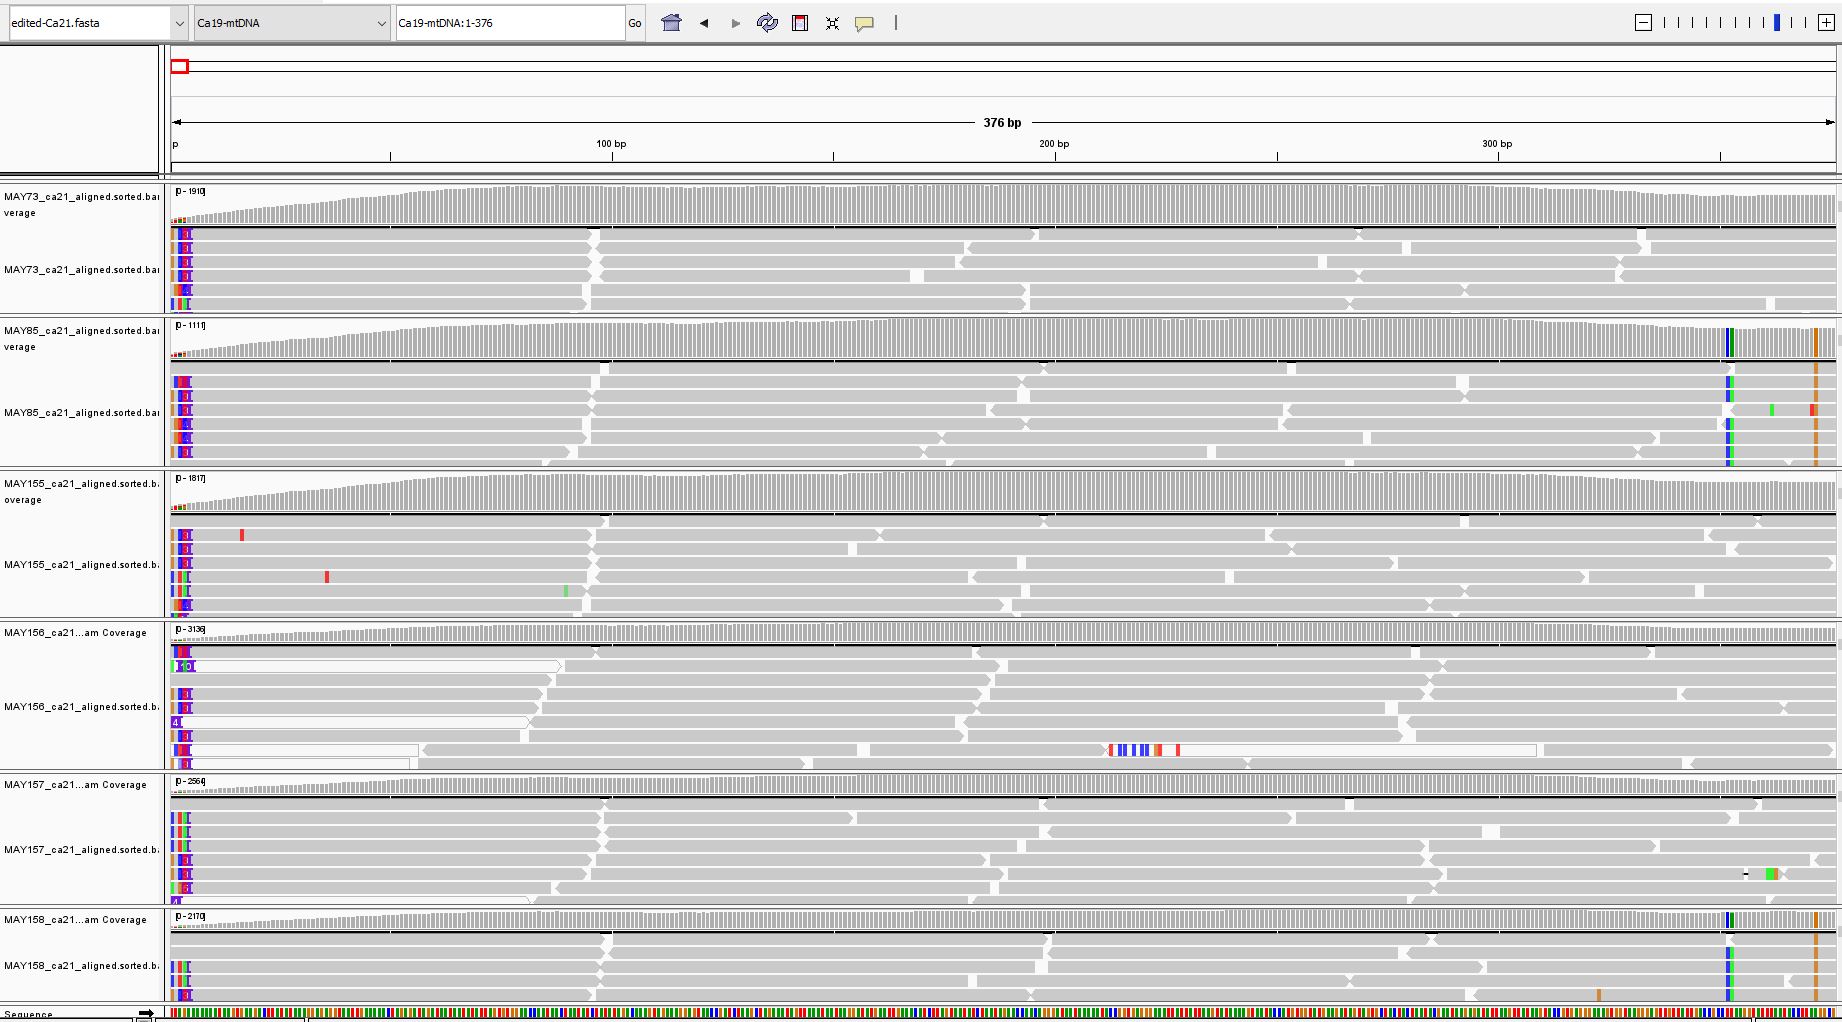 edited-Ca21.fasta Ca19-mtDNA Ca19-mtDNA:1-376 Go
376 bp
p 100 bp 200 bp 300 bp
MAY73_ca21_aligned.sorted.bai
verage
[0 - 1910]
MAY73_ca21_aligned.sorted.bai
MAY85_ca21_aligned.sorted.bai
verage
[0 - 1111]
MAY85_ca21_aligned.sorted.bai
MAY155_ca21_aligned.sorted.b
overage
[0 - 1817]
MAY155_ca21_aligned.sorted.b
MAY156_ca21...am Coverage
[0 - 3136]
10
MAY156_ca21_aligned.sorted.b
4
MAY157_ca21...am Coverage
[0 - 2564]
MAY157_ca21_aligned.sorted.b
4
MAY158_ca21...am Coverage
[0 - 2170]
MAY158_ca21_aligned.sorted.b
Sequence